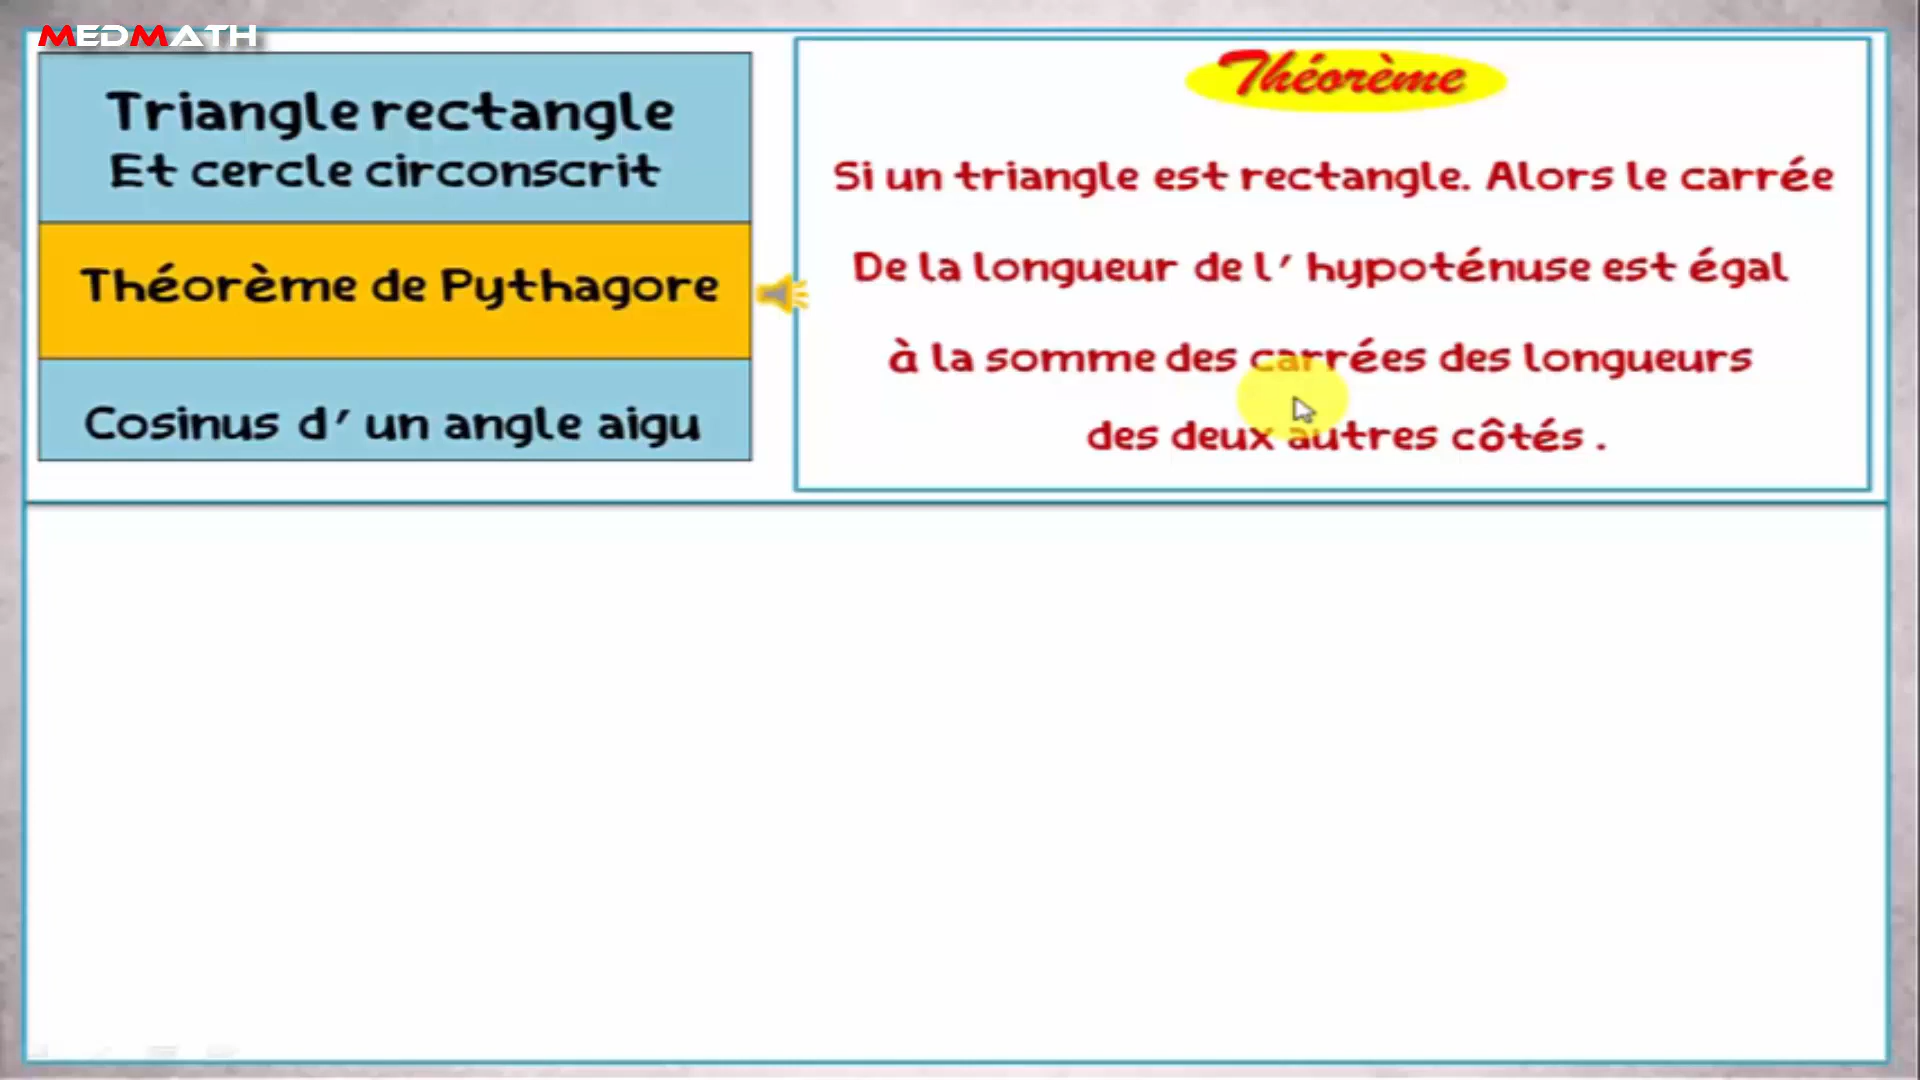 MEDMATH
Triangle rectangle
Et cercle circonscrit
Théorème de Pythagore
Cosinus d' un angle aigu
Théorème
Si un triangle est rectangle. Alors le carrée
De la longueur de l' hypoténuse est égal
à la somme des carrées des longueurs
des deux autres côtés .